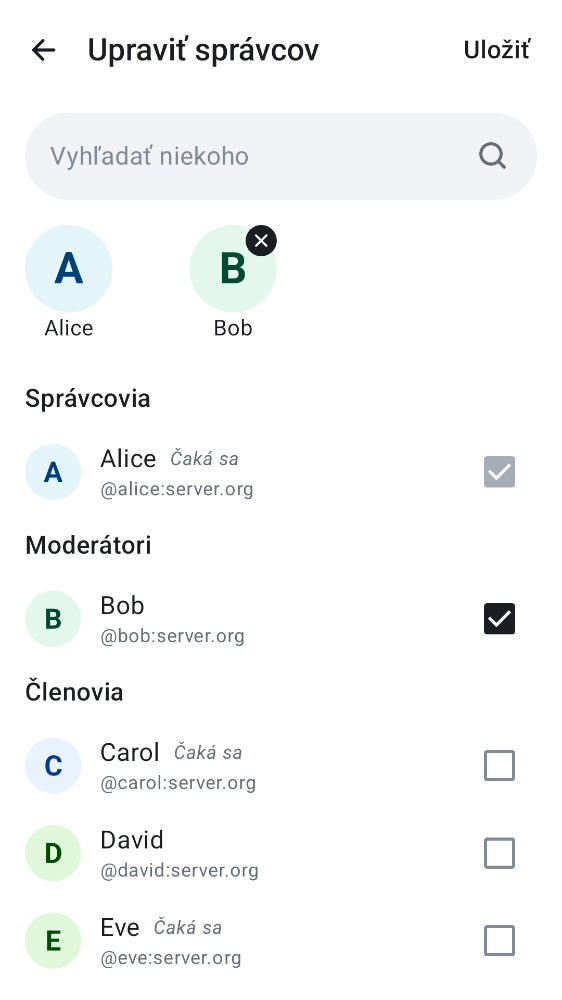 Upraviť správcov
Uložiť
Vyhľadať niekoho
A
B
Alice
Bob
Správcovia
A
Alice Čaká sa
@alice:server.org
Moderátori
B
Bob
@bob:server.org
Členovia
C
Carol Čaká sa
@carol:server.org
D
David
@david:server.org
E
Eve Čaká sa
@eve:server.org